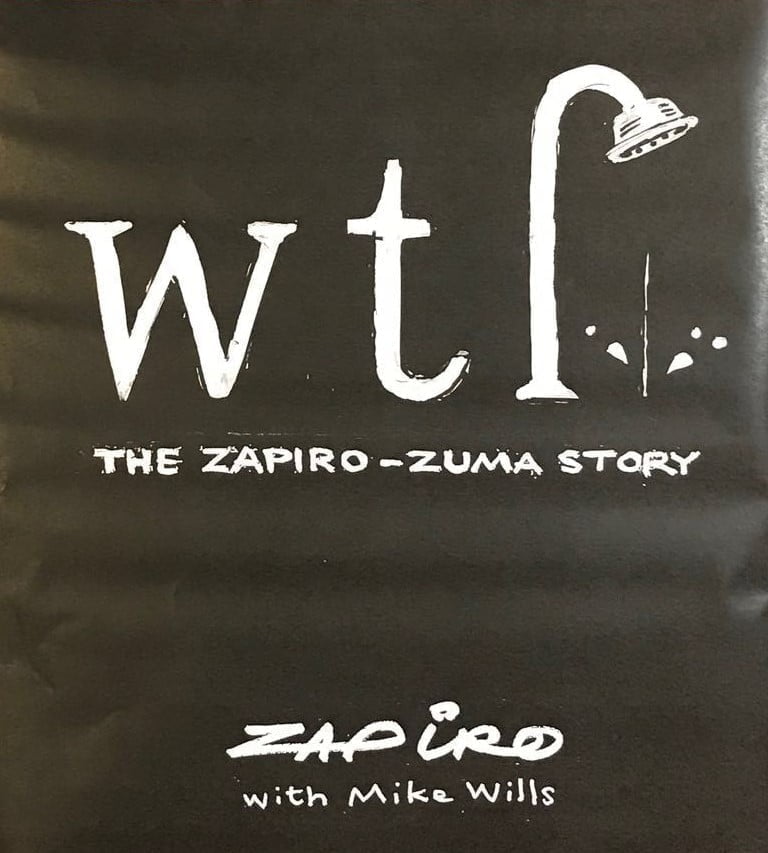 wtf
THE ZAPIRO - ZUMA STORY
ZAPIRO
with Mike Wills